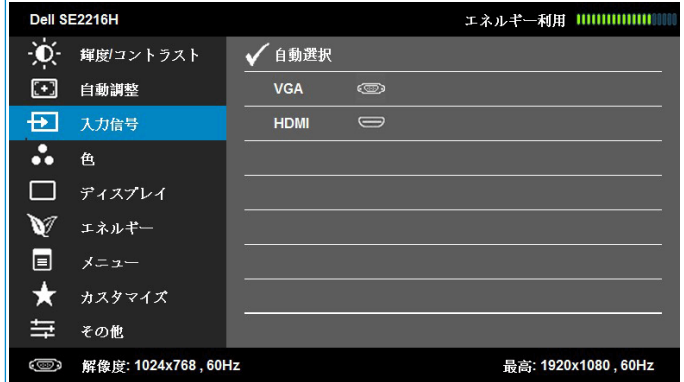 Dell SE2216H
エネルギー利用
輝度/コントラスト
自動選択
自動調整
VGA
入力信号
HDMI
色
ディスプレイ
エネルギー
メニュー
カスタマイズ
その他
解像度: 1024x768 , 60Hz
最高: 1920x1080 , 60Hz